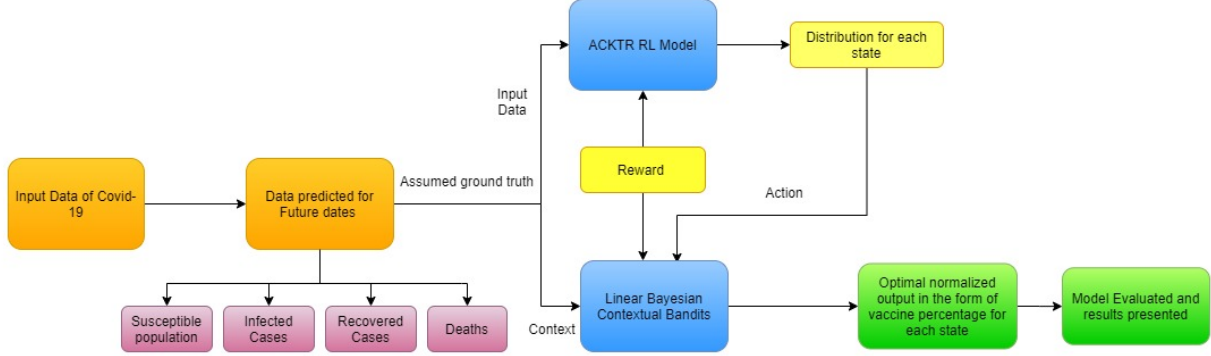 ACKTR RL Model
Distribution for each
state
Input
Data
Input Data of Covid-
19
Data predicted for
Future dates
Assumed ground truth
Reward
Action
Susceptible
population
Infected
Cases
Recovered
Cases
Deaths
Context
Linear Bayesian
Contextual Bandits
Optimal normalized
output in the form of
vaccine percentage for
each state
Model Evaluated and
results presented